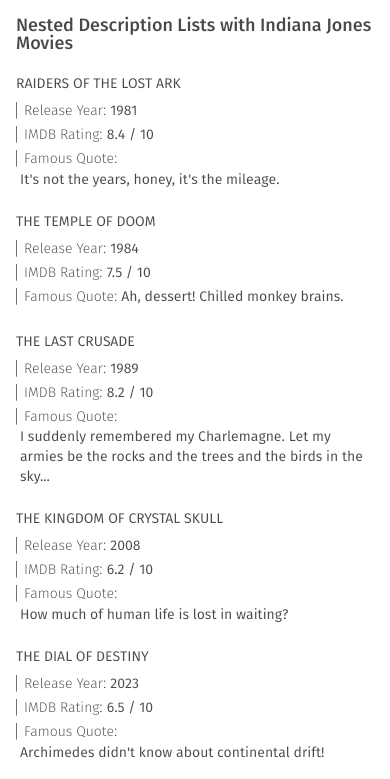 Nested Description Lists with Indiana Jones
Movies
RAIDERS OF THE LOST ARK
Release Year: 1981
IMDB Rating: 8.4 / 10
Famous Quote:
It's not the years, honey, it's the mileage.
THE TEMPLE OF DOOM
Release Year: 1984
IMDB Rating: 7.5 / 10
Famous Quote: Ah, dessert! Chilled monkey brains.
THE LAST CRUSADE
Release Year: 1989
IMDB Rating: 8.2 / 10
Famous Quote:
I suddenly remembered my Charlemagne. Let my
armies be the rocks and the trees and the birds in the
sky...
THE KINGDOM OF CRYSTAL SKULL
Release Year: 2008
IMDB Rating: 6.2 / 10
Famous Quote:
How much of human life is lost in waiting?
THE DIAL OF DESTINY
Release Year: 2023
IMDB Rating: 6.5 / 10
Famous Quote:
Archimedes didn't know about continental drift!